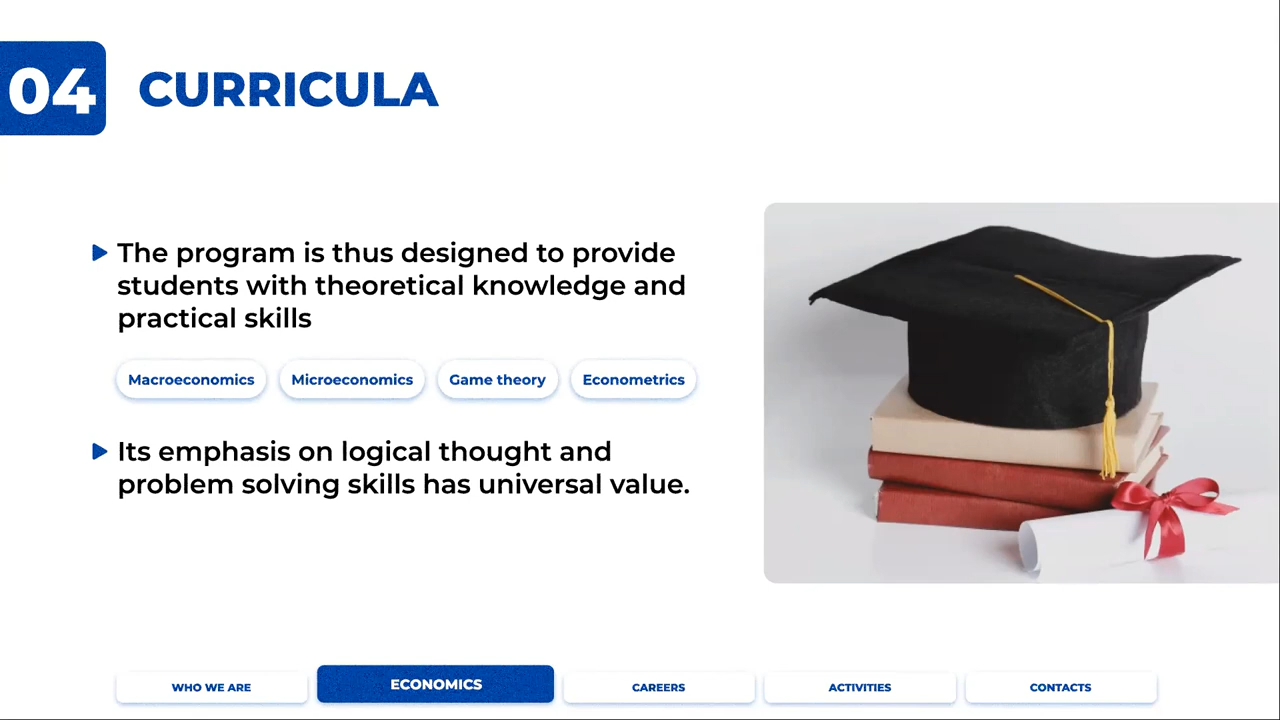 04
CURRICULA
The program is thus designed to provide
students with theoretical knowledge and
practical skills
Macroeconomics Microeconomics Game theory Econometrics
Its emphasis on logical thought and
problem solving skills has universal value.
WHO WE ARE ECONOMICS CAREERS ACTIVITIES CONTACTS